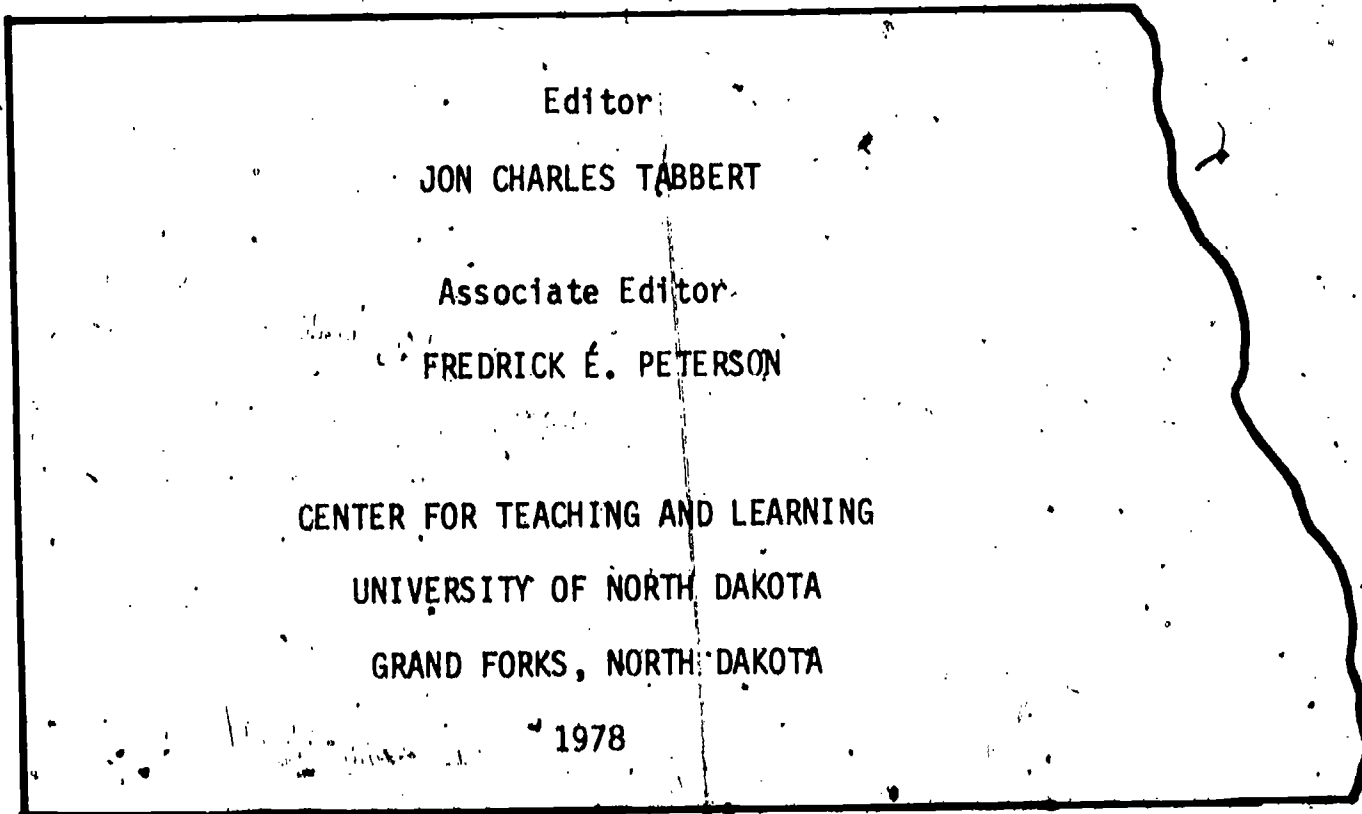 Editor
JON CHARLES TABBERT
Associate Editor
FREDRICK E. PETERSON
CENTER FOR TEACHING AND LEARNING
UNIVERSITY OF NORTH DAKOTA
GRAND FORKS, NORTH DAKOTA
1978